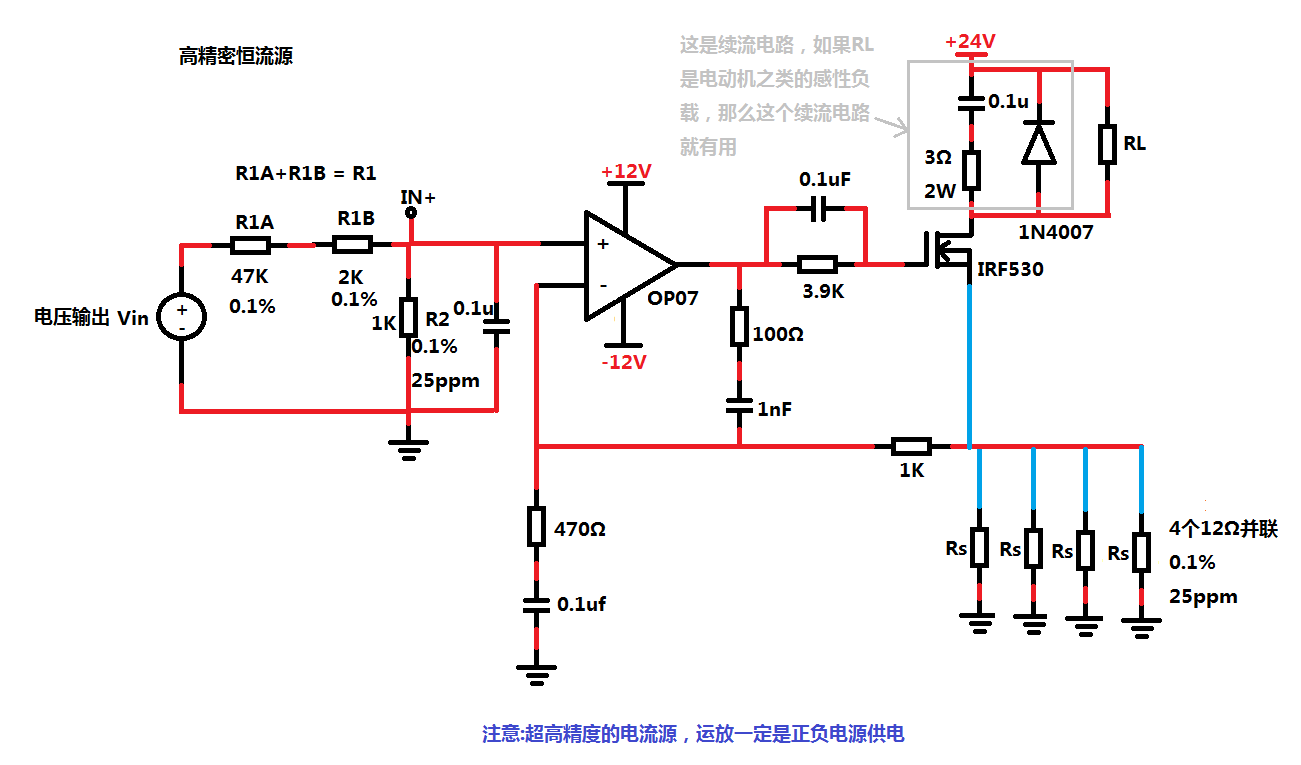 高精密恒流源
这是续流电路，如果RL
是电动机之类的感性负
载，那么这个续流电路
就有用
+24V
0.1u
3Ω
2W
RL
1N4007
R1A+R1B = R1
IN+
R1A
R1B
47K
0.1%
2K
0.1%
电压输出 Vin
+
-
1K
R2
0.1%
25ppm
0.1u
+12V
+
-
OP07
-12V
0.1uF
3.9K
IRF530
100Ω
1nF
1K
470Ω
0.1uf
Rs
Rs
Rs
Rs
4个12Ω并联
0.1%
25ppm
注意:超高精度的电流源，运放一定是正负电源供电